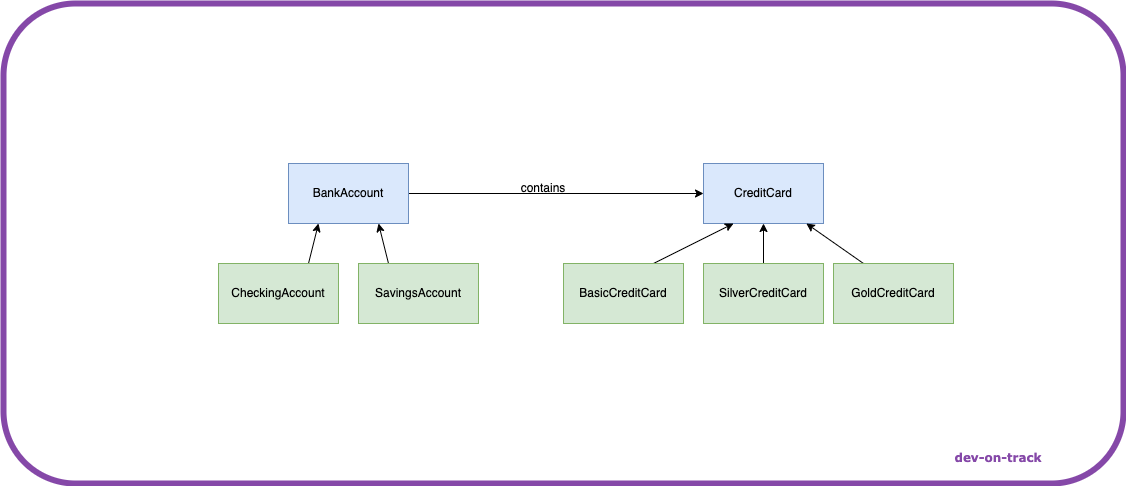 contains
BankAccount
CreditCard
CheckingAccount
SavingsAccount
BasicCreditCard
SilverCreditCard
GoldCreditCard
dev-on-track